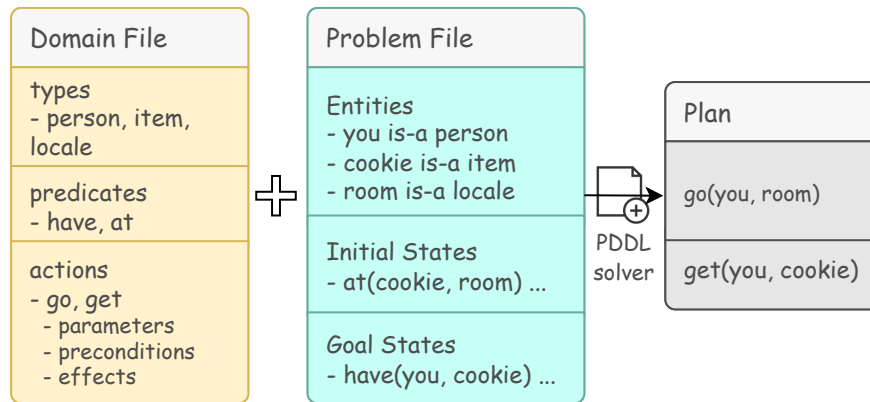 Domain File
types
- person, item,
locale
predicates
- have, at
actions
- go, get
- parameters
- preconditions
- effects
Problem File
Entities
- you is-a person
- cookie is-a item
- room is-a locale
Initial States
- at(cookie, room) ...
Goal States
- have(you, cookie) ...
PDDL
solver
Plan
go(you, room)
get(you, cookie)